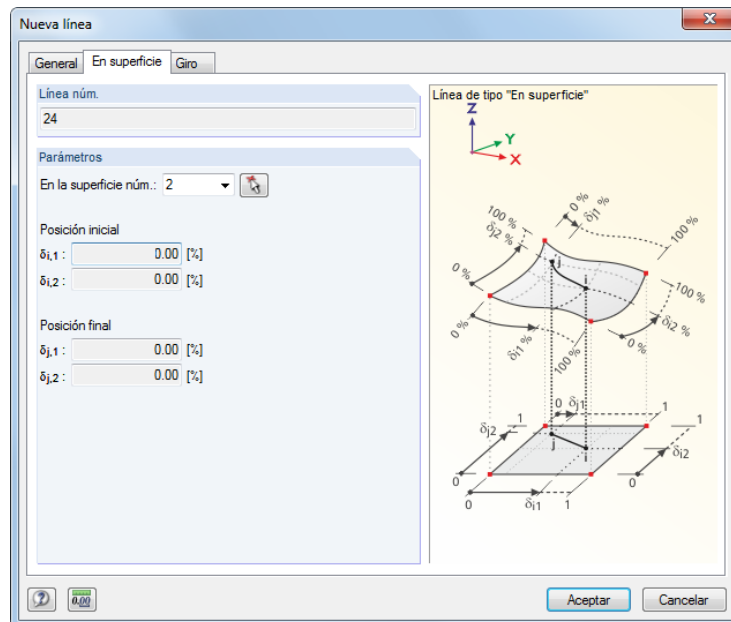 Nueva línea
General En superficie Giro
Línea núm.
24
Parámetros
En la superficie núm.: 2
Posición inicial
δi,1 : 0.00 [%]
δi,2 : 0.00 [%]
Posición final
δj,1 : 0.00 [%]
δj,2 : 0.00 [%]
Línea de tipo "En superficie"
Z
Y
X
0 %
δj1 %
100 %
100 %
δj2 %
0 %
j
i
100 %
δi2 %
0 %
0 %
δi1 %
100 %
0 δj1 1
1 1
δj2
j i
δi2
0 0
0 δi1 1
0.00
Aceptar Cancelar